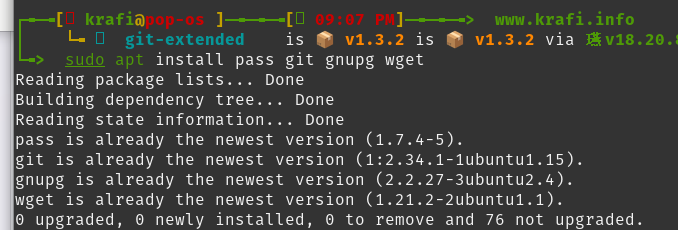 [ krafi@pop-os ]—[ 09:07 PM]—> www.krafi.info
git-extended is 📦 v1.3.2 is 📦 v1.3.2 via v18.20.8
sudo apt install pass git gnupg wget
Reading package lists... Done
Building dependency tree... Done
Reading state information... Done
pass is already the newest version (1.7.4-5).
git is already the newest version (1:2.34.1-1ubuntu1.15).
gnupg is already the newest version (2.2.27-3ubuntu2.4).
wget is already the newest version (1.21.2-2ubuntu1.1).
0 upgraded, 0 newly installed, 0 to remove and 76 not upgraded.